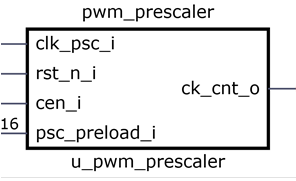 pwm_prescaler
clk_psc_i
rst_n_i
cen_i
ck_cnt_o
16
psc_preload_i
u_pwm_prescaler